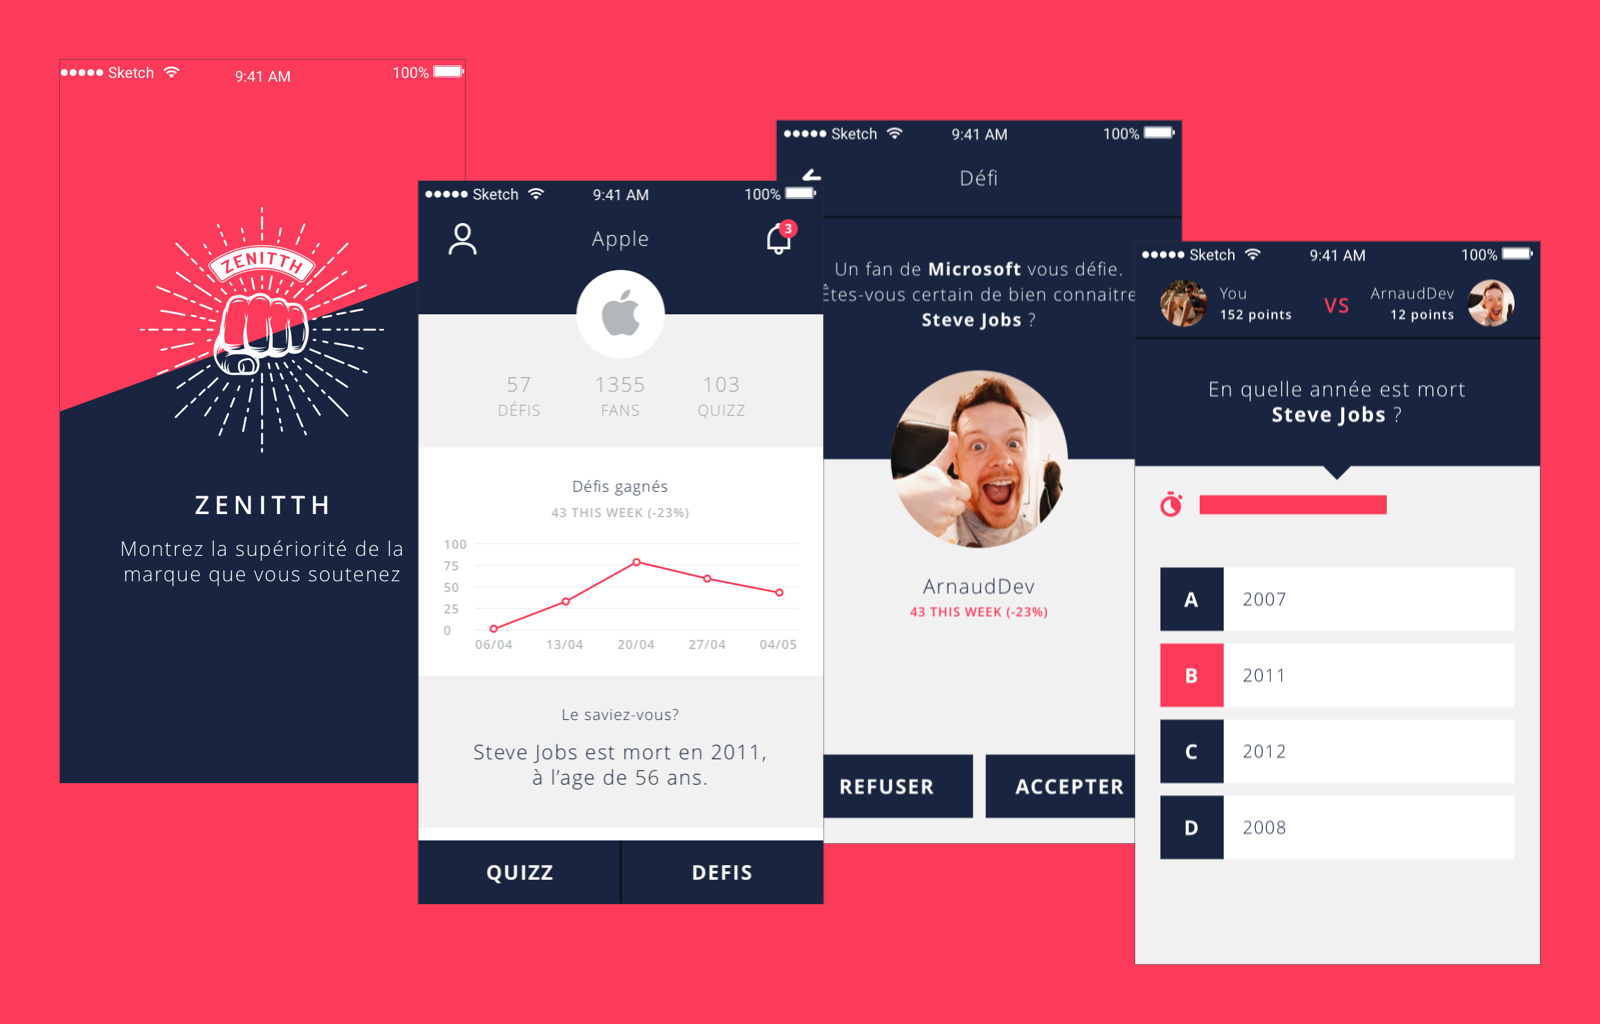 Sketch 9:41 AM 100%
ZENITTH
ZENITTH
Montrez la supériorité de la
marque que vous soutenez
Sketch 9:41 AM 100%
Apple
3
57 1355 103
DÉFIS FANS QUIZZ
Défis gagnés
43 THIS WEEK (-23%)
100
75
50
25
0
06/04 13/04 20/04 27/04 04/05
Le saviez-vous?
Steve Jobs est mort en 2011,
à l'age de 56 ans.
QUIZZ DEFIS
Sketch 9:41 AM 100%
Défi
Un fan de Microsoft vous défie.
Êtes-vous certain de bien connaitre
Steve Jobs ?
ArnaudDev
43 THIS WEEK (-23%)
REFUSER ACCEPTER
Sketch 9:41 AM 100%
You VS ArnaudDev
152 points 12 points
En quelle année est mort
Steve Jobs ?
A 2007
B 2011
C 2012
D 2008